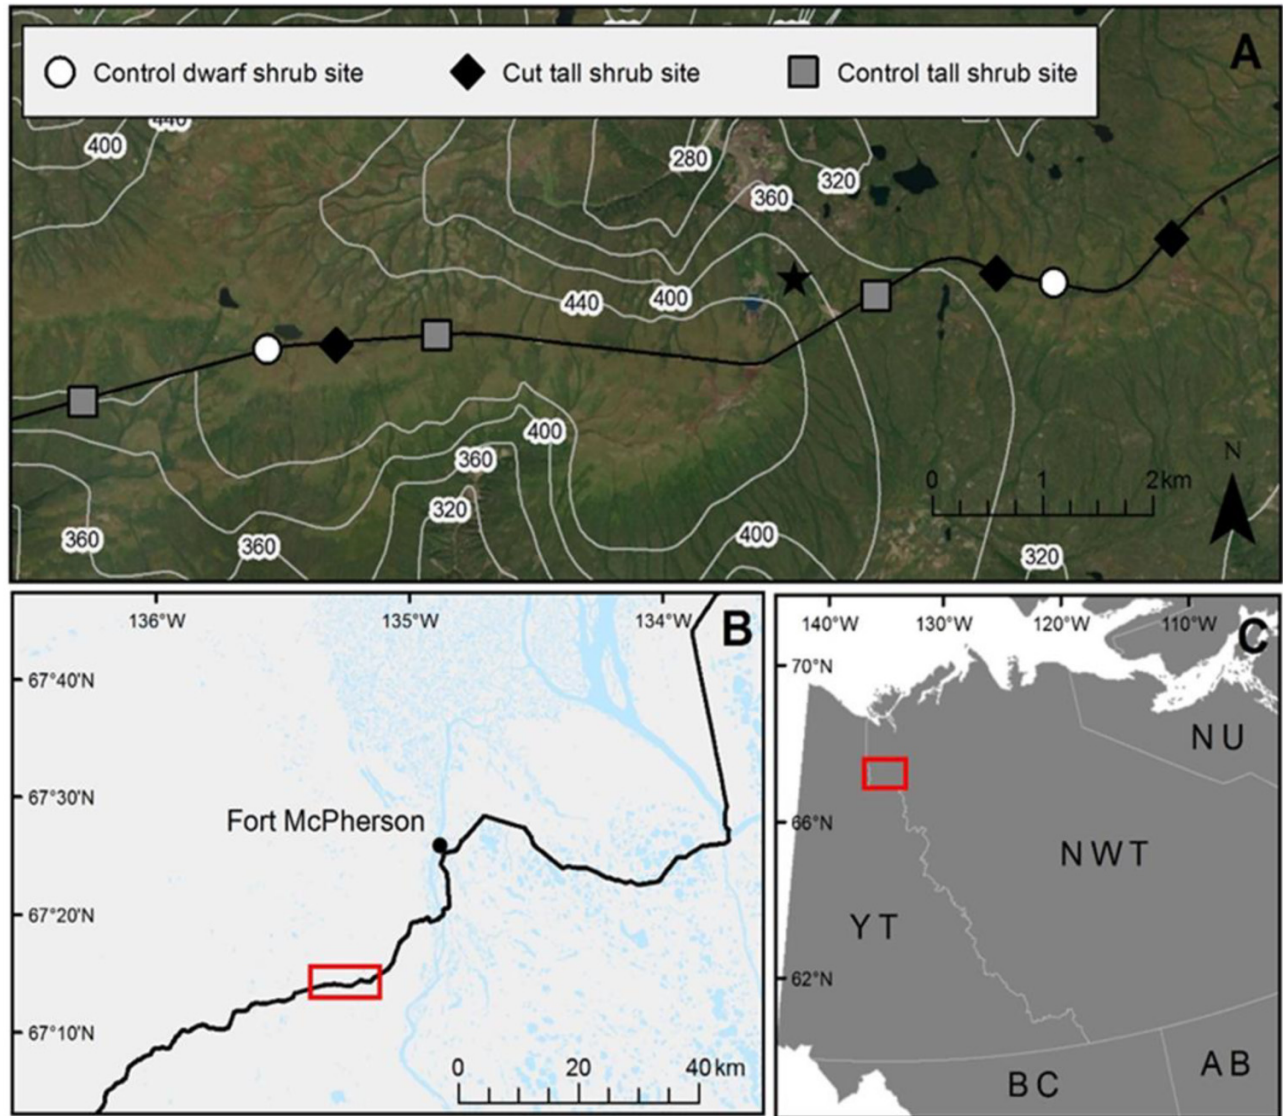 Control dwarf shrub site
Cut tall shrub site
Control tall shrub site
A
400
440
280
320
360
440
400
400
360
320
360
360
400
320
0 1 2km
N
136°W 135°W 134°W
B
67°40'N
67°30'N
67°20'N
67°10'N
Fort McPherson
0 20 40 km
140°W 130°W 120°W 110°W
C
70°N
66°N
62°N
NU
NWT
YT
BC
AB